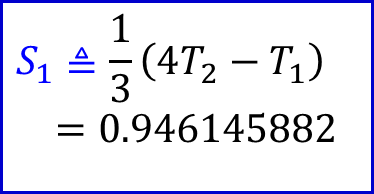 S₁ ≜ 1/3 (4T₂ − T₁)
= 0.946145882